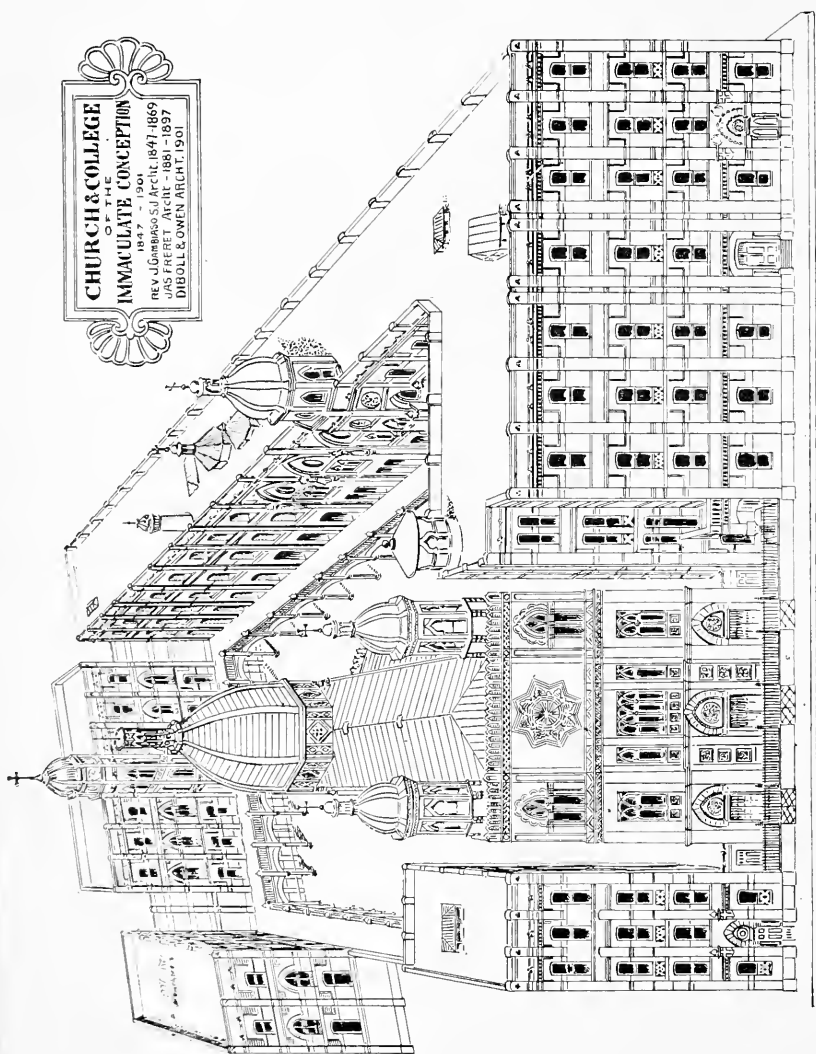 CHURCH & COLLEGE
OF THE
IMMACULATE CONCEPTION
1847 - 1901
REV J. GAMBIASO S.J Archt. 1847-1869
JAS FRERET Archt - 1881-1897
DIBOLL & OWEN ARCHT. 1901